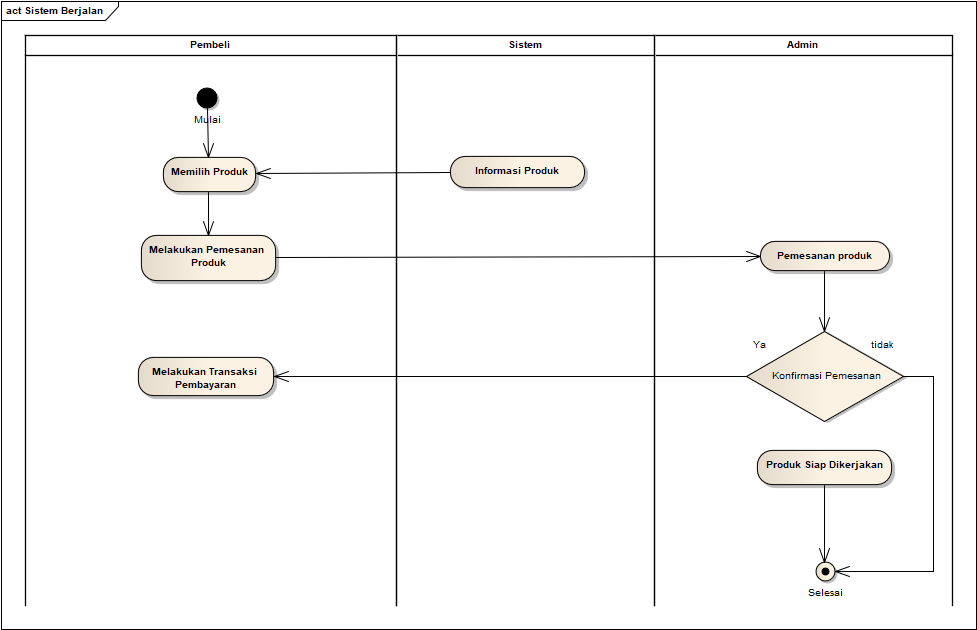 act Sistem Berjalan
Pembeli
Sistem
Admin
Mulai
Memilih Produk
Informasi Produk
Melakukan Pemesanan
Produk
Pemesanan produk
Ya
tidak
Melakukan Transaksi
Pembayaran
Konfirmasi Pemesanan
Produk Siap Dikerjakan
Selesai